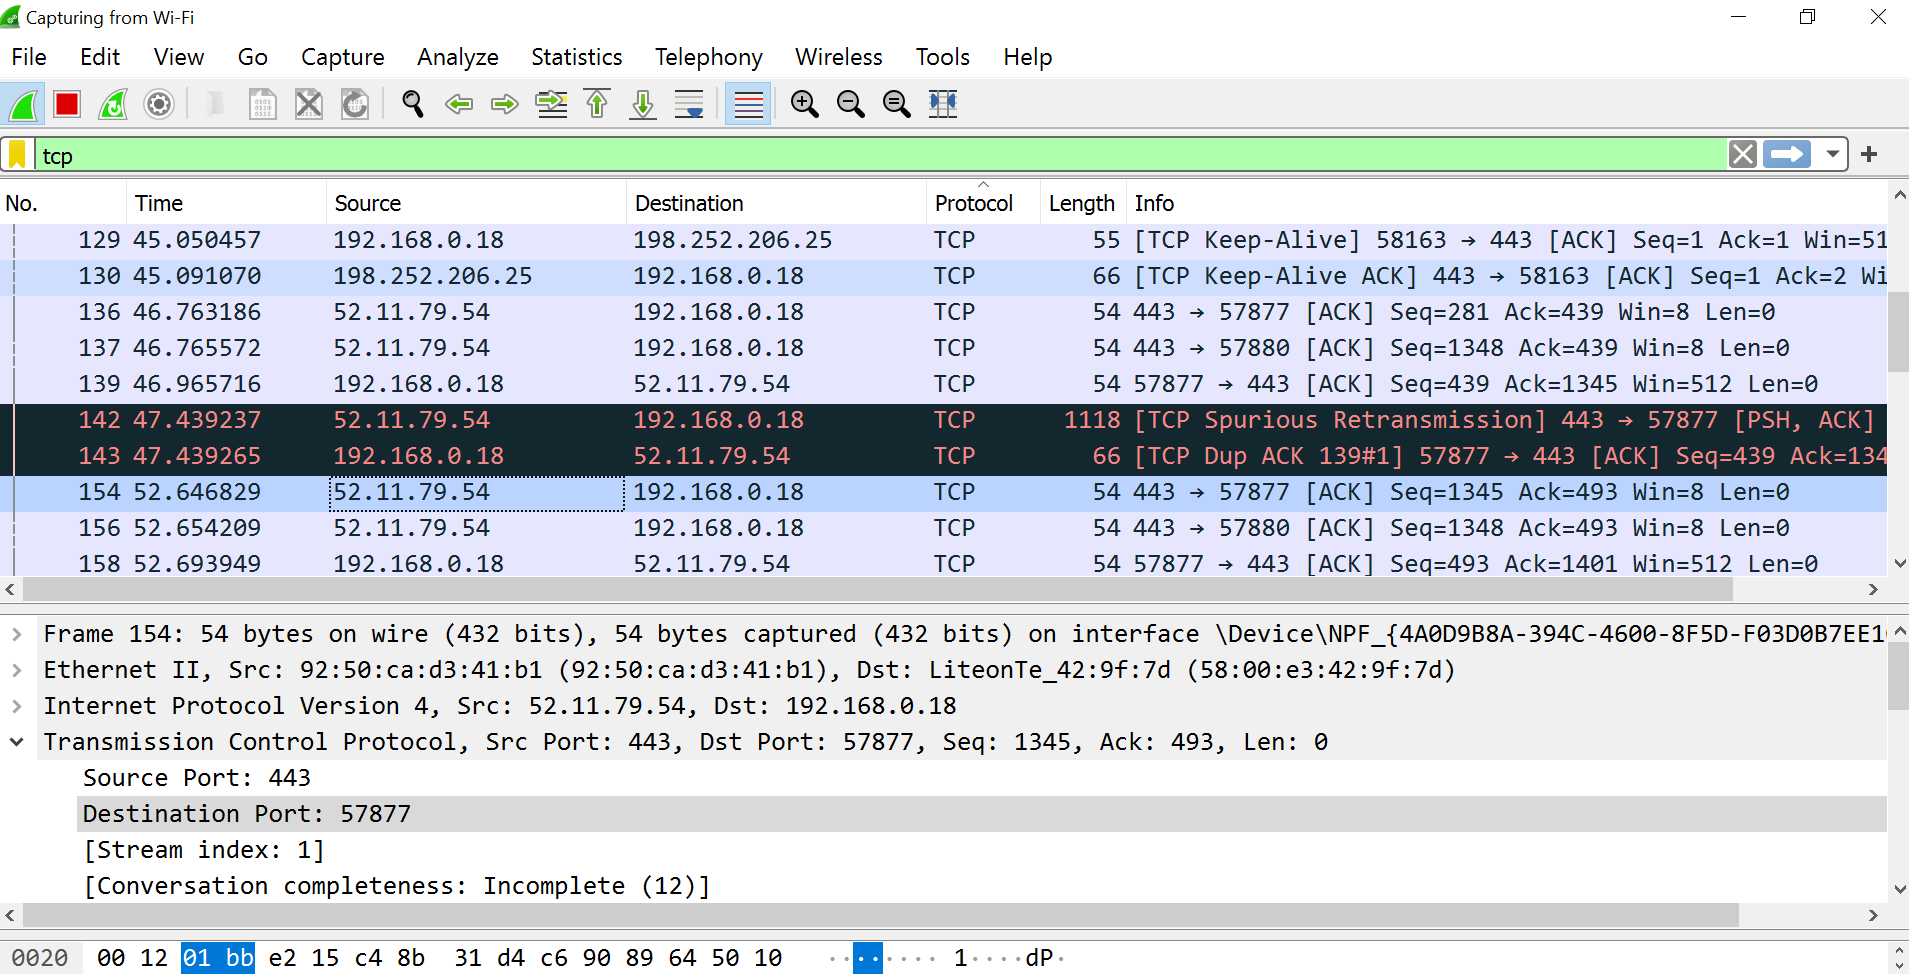 Capturing from Wi-Fi
File Edit View Go Capture Analyze Statistics Telephony Wireless Tools Help
tcp
No. Time Source Destination Protocol Length Info
129 45.050457 192.168.0.18 198.252.206.25 TCP 55 [TCP Keep-Alive] 58163 → 443 [ACK] Seq=1 Ack=1 Win=51
130 45.091070 198.252.206.25 192.168.0.18 TCP 66 [TCP Keep-Alive ACK] 443 → 58163 [ACK] Seq=1 Ack=2 Wi
136 46.763186 52.11.79.54 192.168.0.18 TCP 54 443 → 57877 [ACK] Seq=281 Ack=439 Win=8 Len=0
137 46.765572 52.11.79.54 192.168.0.18 TCP 54 443 → 57880 [ACK] Seq=1348 Ack=439 Win=8 Len=0
139 46.965716 192.168.0.18 52.11.79.54 TCP 54 57877 → 443 [ACK] Seq=439 Ack=1345 Win=512 Len=0
142 47.439237 52.11.79.54 192.168.0.18 TCP 1118 [TCP Spurious Retransmission] 443 → 57877 [PSH, ACK]
143 47.439265 192.168.0.18 52.11.79.54 TCP 66 [TCP Dup ACK 139#1] 57877 → 443 [ACK] Seq=439 Ack=134
154 52.646829 52.11.79.54 192.168.0.18 TCP 54 443 → 57877 [ACK] Seq=1345 Ack=493 Win=8 Len=0
156 52.654209 52.11.79.54 192.168.0.18 TCP 54 443 → 57880 [ACK] Seq=1348 Ack=493 Win=8 Len=0
158 52.693949 192.168.0.18 52.11.79.54 TCP 54 57877 → 443 [ACK] Seq=493 Ack=1401 Win=512 Len=0
Frame 154: 54 bytes on wire (432 bits), 54 bytes captured (432 bits) on interface \Device\NPF_{4A0D9B8A-394C-4600-8F5D-F03D0B7EE1
Ethernet II, Src: 92:50:ca:d3:41:b1 (92:50:ca:d3:41:b1), Dst: LiteonTe_42:9f:7d (58:00:e3:42:9f:7d)
Internet Protocol Version 4, Src: 52.11.79.54, Dst: 192.168.0.18
Transmission Control Protocol, Src Port: 443, Dst Port: 57877, Seq: 1345, Ack: 493, Len: 0
Source Port: 443
Destination Port: 57877
[Stream index: 1]
[Conversation completeness: Incomplete (12)]
0020 00 12 01 bb e2 15 c4 8b 31 d4 c6 90 89 64 50 10 ········ 1····dP·